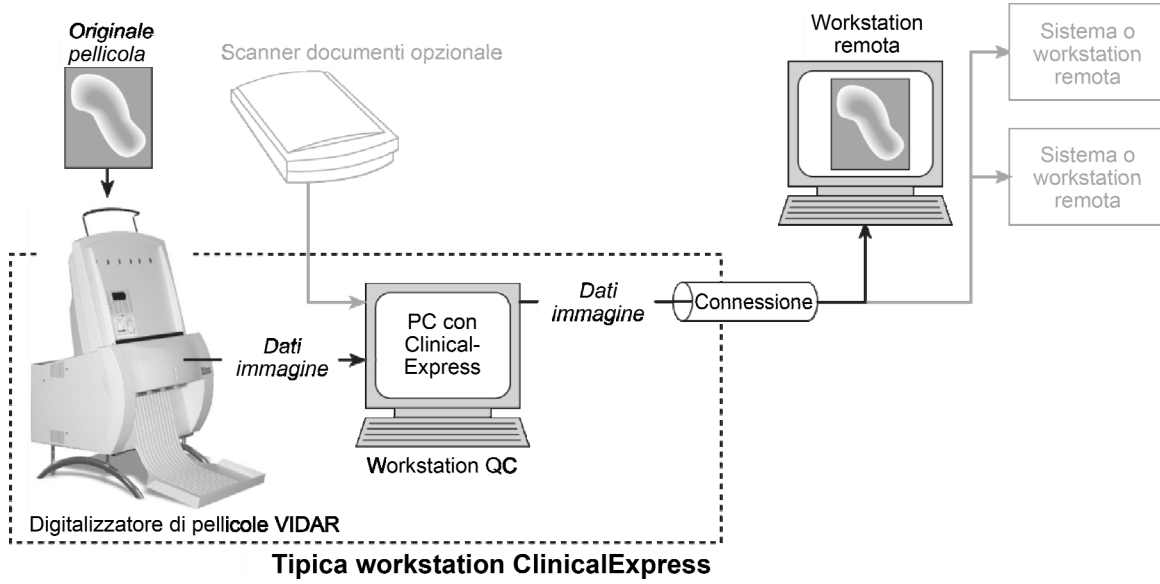 Originale
pellicola
Scanner documenti opzionale
Workstation
remota
Sistema o
workstation
remota
Sistema o
workstation
remota
Dati
immagine
PC con
Clinical-
Express
Dati
immagine
Connessione
Workstation QC
Digitalizzatore di pellicole VIDAR
Tipica workstation ClinicalExpress